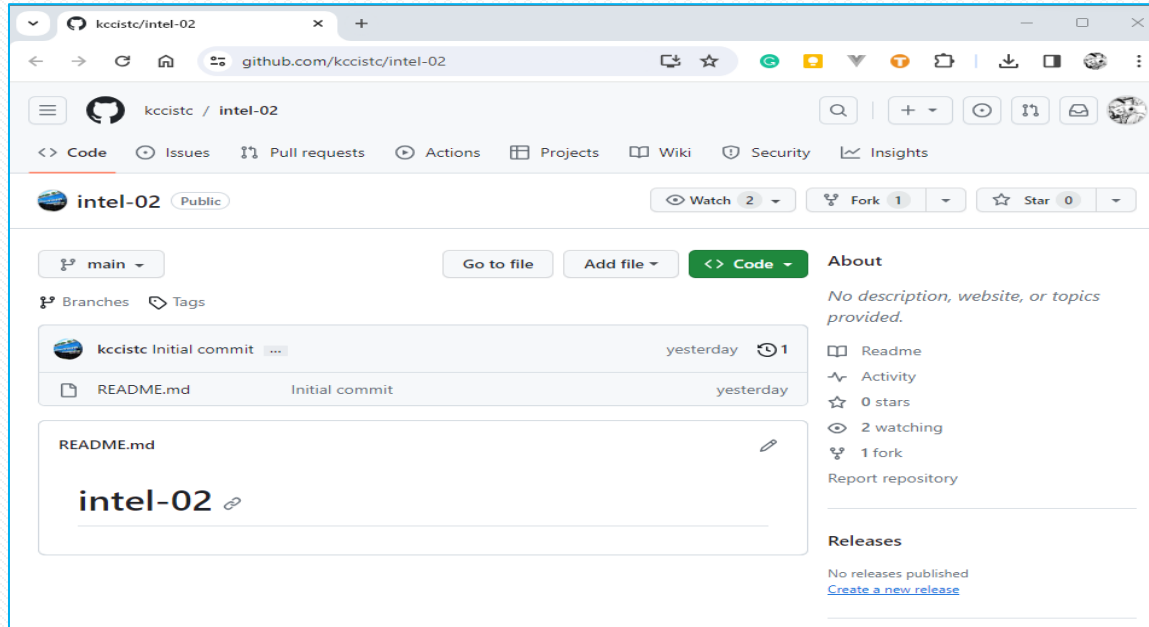 kccistc/intel-02
github.com/kccistc/intel-02
kccistc / intel-02
Code Issues Pull requests Actions Projects Wiki Security Insights
intel-02 Public Watch 2 Fork 1 Star 0
main Go to file Add file Code
Branches Tags
kccistc Initial commit ... yesterday 1
README.md Initial commit yesterday
README.md
intel-02
About
No description, website, or topics
provided.
Readme
Activity
0 stars
2 watching
1 fork
Report repository
Releases
No releases published
Create a new release